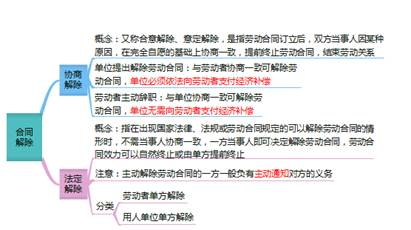 概念：又称合意解除、意定解除，是指劳动合同订立后，双方当事人因某种
原因，在完全自愿的基础上协商一致，提前终止劳动合同，结束劳动关系
协商
解除
单位提出解除劳动合同：与劳动者协商一致可解除劳
动合同，单位必须依法向劳动者支付经济补偿
劳动者主动辞职：与单位协商一致可解除劳
动合同，单位无需向劳动者支付经济补偿
合同
解除
概念：指在出现国家法律、法规或劳动合同规定的可以解除劳动合同的情
形时，不需当事人协商一致，一方当事人即可决定解除劳动合同，劳动合
同效力可以自然终止或由单方提前终止
法定
解除
注意：主动解除劳动合同的一方一般负有主动通知对方的义务
分类
劳动者单方解除
用人单位单方解除